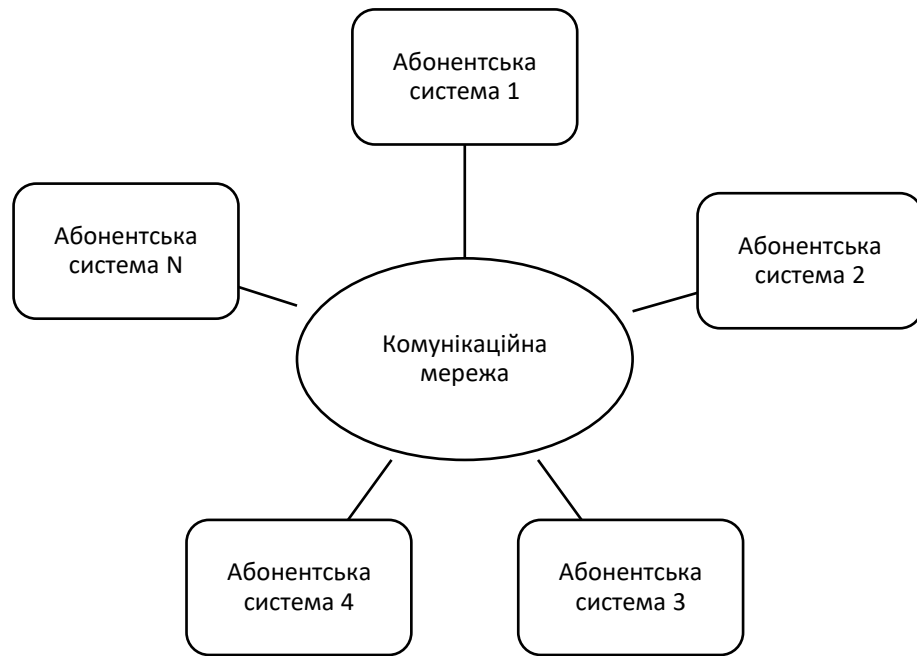 Абонентська
система 1
Абонентська
система N
Абонентська
система 2
Комунікаційна
мережа
Абонентська
система 4
Абонентська
система 3